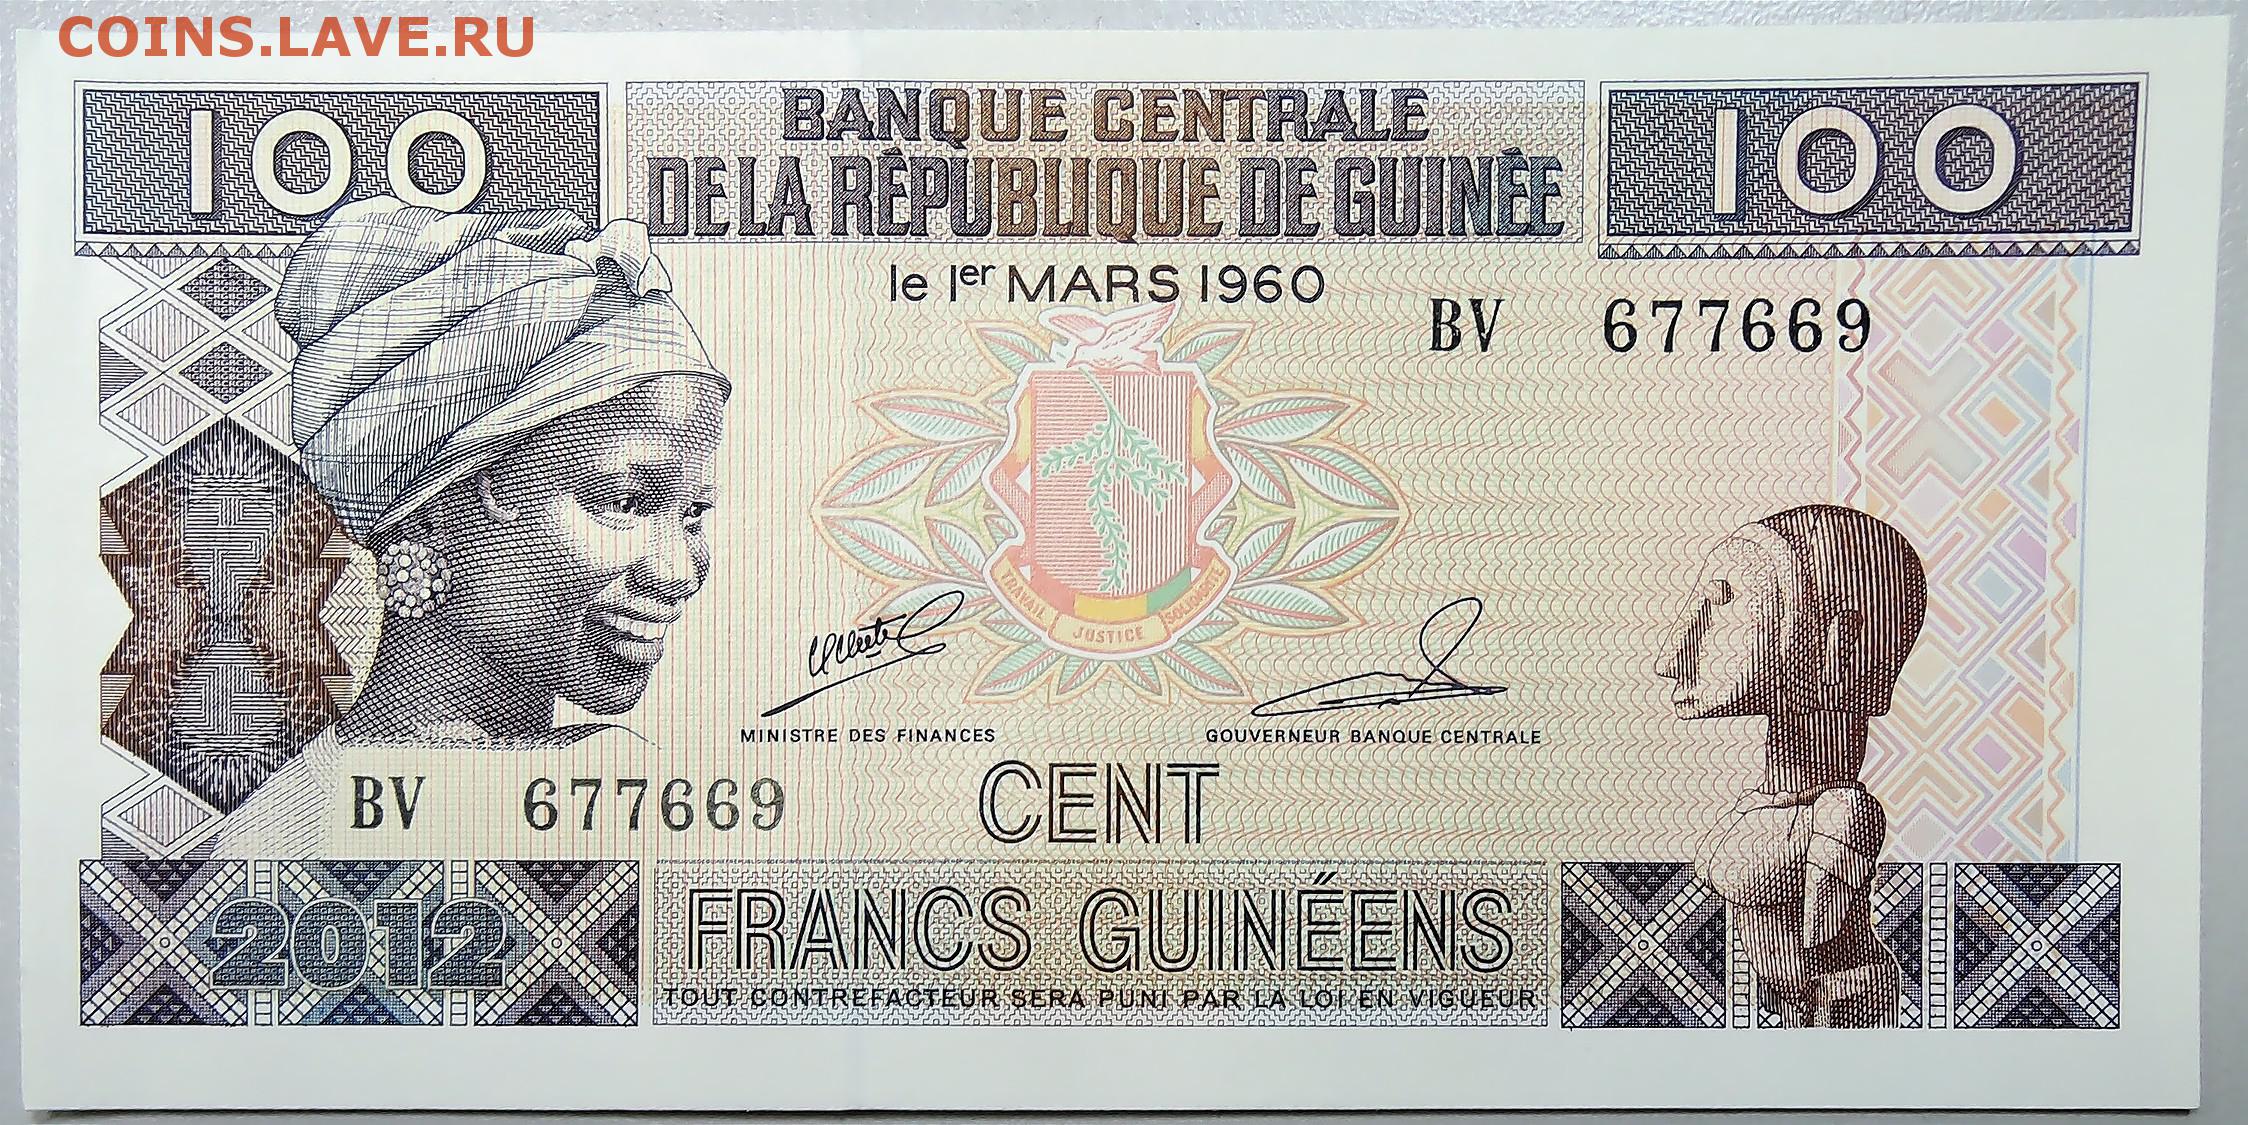 COINS.LAVE.RU
100
BANQUE CENTRALE
DE LA RÉPUBLIQUE DE GUINÉE
100
le 1er MARS 1960
BV 677669
TRAVAIL JUSTICE SOLIDARITÉ
MINISTRE DES FINANCES
GOUVERNEUR BANQUE CENTRALE
BV 677669
CENT
2012
FRANCS GUINÉENS
TOUT CONTREFACTEUR SERA PUNI PAR LA LOI EN VIGUEUR